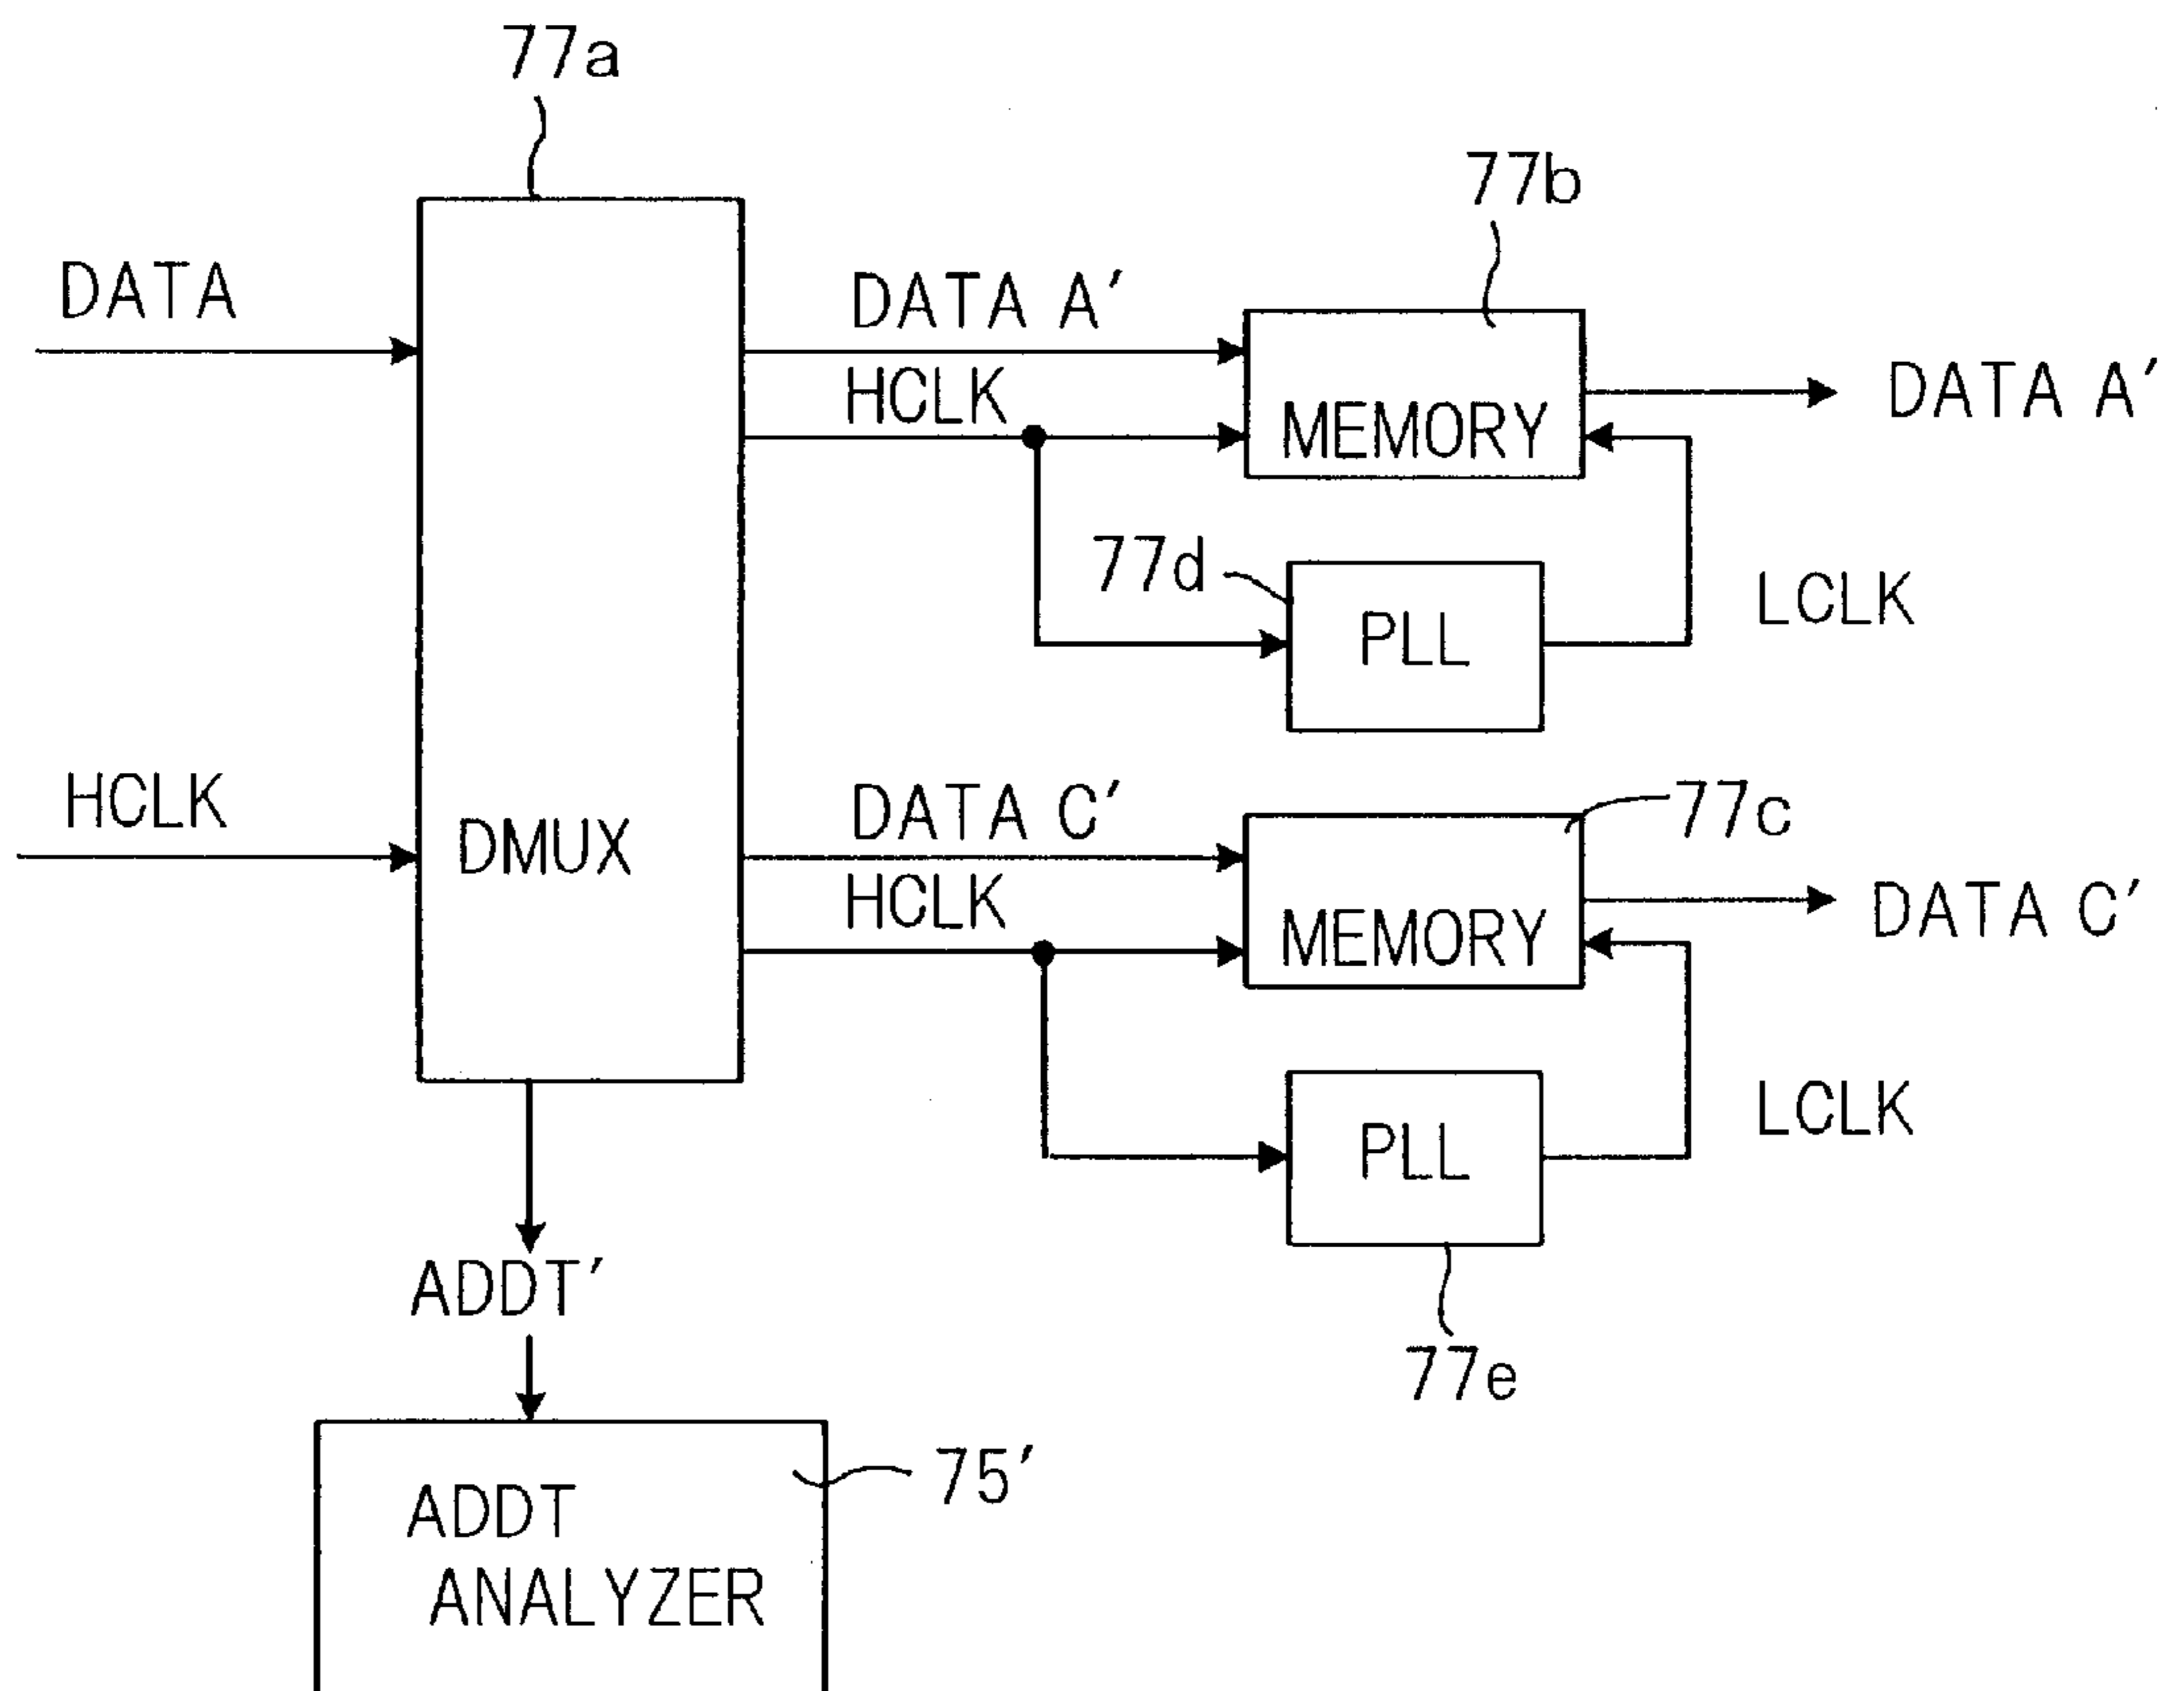 77a
77b
DATA
DATA A′
HCLK
MEMORY
DATA A′
77d
PLL
LCLK
HCLK
DMUX
DATA C′
HCLK
77c
MEMORY
DATA C′
PLL
LCLK
ADDT′
77e
75′
ADDT
ANALYZER